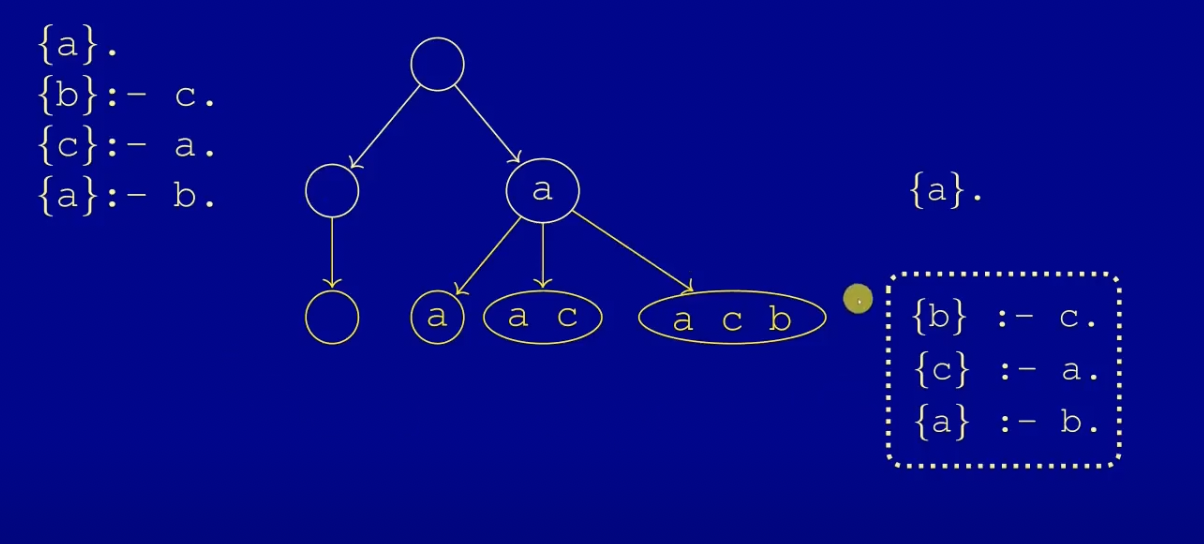 {a}.
{b}:- c.
{c}:- a.
{a}:- b.
a
a
a c
a c b
{a}.
{b} :- c.
{c} :- a.
{a} :- b.